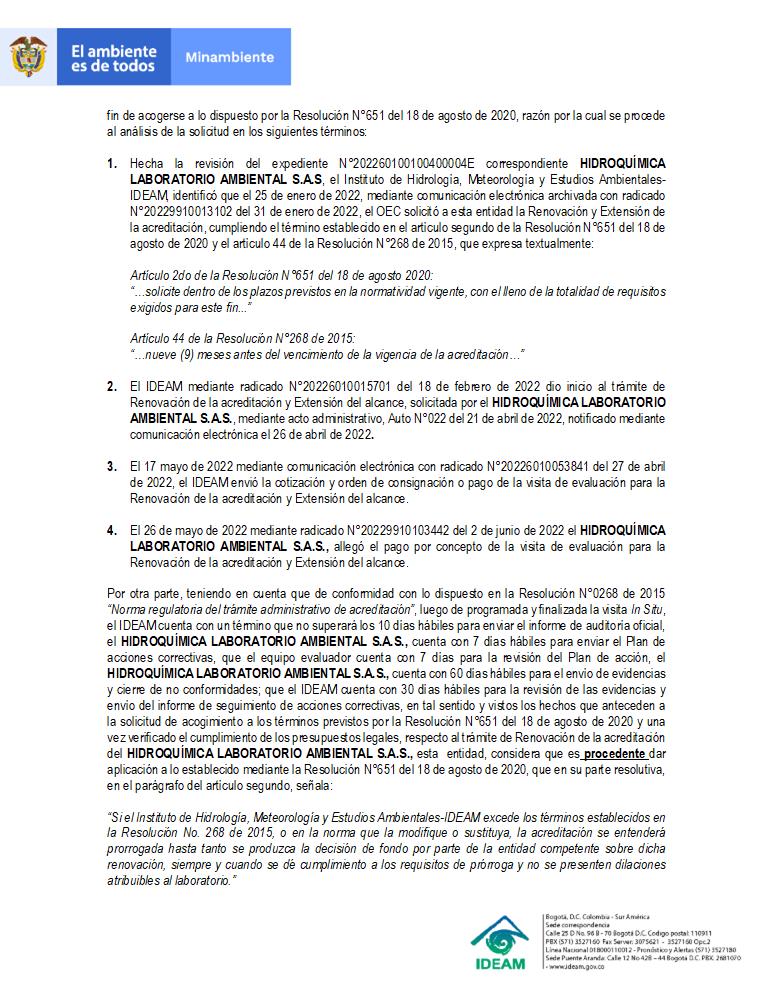 El ambiente
es de todos
Minambiente
fin de acogerse a lo dispuesto por la Resolución N°651 del 18 de agosto de 2020, razón por la cual se procede
al análisis de la solicitud en los siguientes términos:
1. Hecha la revisión del expediente N°202260100100400004E correspondiente HIDROQUÍMICA
LABORATORIO AMBIENTAL S.A.S, el Instituto de Hidrología, Meteorología y Estudios Ambientales-
IDEAM, identificó que el 25 de enero de 2022, mediante comunicación electrónica archivada con radicado
N°20229910013102 del 31 de enero de 2022, el OEC solicitó a esta entidad la Renovación y Extensión de
la acreditación, cumpliendo el término establecido en el artículo segundo de la Resolución N°651 del 18 de
agosto de 2020 y el artículo 44 de la Resolución N°268 de 2015, que expresa textualmente:
Artículo 2do de la Resolución N°651 del 18 de agosto 2020:
“…solicite dentro de los plazos previstos en la normatividad vigente, con el lleno de la totalidad de requisitos
exigidos para este fin...”
Artículo 44 de la Resolución N°268 de 2015:
“…nueve (9) meses antes del vencimiento de la vigencia de la acreditación…”
2. El IDEAM mediante radicado N°20226010015701 del 18 de febrero de 2022 dio inicio al trámite de
Renovación de la acreditación y Extensión del alcance, solicitada por el HIDROQUÍMICA LABORATORIO
AMBIENTAL S.A.S., mediante acto administrativo, Auto N°022 del 21 de abril de 2022, notificado mediante
comunicación electrónica el 26 de abril de 2022.
3. El 17 mayo de 2022 mediante comunicación electrónica con radicado N°20226010053841 del 27 de abril
de 2022, el IDEAM envió la cotización y orden de consignación o pago de la visita de evaluación para la
Renovación de la acreditación y Extensión del alcance.
4. El 26 de mayo de 2022 mediante radicado N°20229910103442 del 2 de junio de 2022 el HIDROQUÍMICA
LABORATORIO AMBIENTAL S.A.S., allegó el pago por concepto de la visita de evaluación para la
Renovación de la acreditación y Extensión del alcance.
Por otra parte, teniendo en cuenta que de conformidad con lo dispuesto en la Resolución N°0268 de 2015
“Norma regulatoria del trámite administrativo de acreditación”, luego de programada y finalizada la visita In Situ,
el IDEAM cuenta con un término que no superará los 10 días hábiles para enviar el informe de auditoría oficial,
el HIDROQUÍMICA LABORATORIO AMBIENTAL S.A.S., cuenta con 7 días hábiles para enviar el Plan de
acciones correctivas, que el equipo evaluador cuenta con 7 días para la revisión del Plan de acción, el
HIDROQUÍMICA LABORATORIO AMBIENTAL S.A.S., cuenta con 60 días hábiles para el envío de evidencias
y cierre de no conformidades; que el IDEAM cuenta con 30 días hábiles para la revisión de las evidencias y
envío del informe de seguimiento de acciones correctivas, en tal sentido y vistos los hechos que anteceden a
la solicitud de acogimiento a los términos previstos por la Resolución N°651 del 18 de agosto de 2020 y una
vez verificado el cumplimiento de los presupuestos legales, respecto al trámite de Renovación de la acreditación
del HIDROQUÍMICA LABORATORIO AMBIENTAL S.A.S., esta entidad, considera que es procedente dar
aplicación a lo establecido mediante la Resolución N°651 del 18 de agosto de 2020, que en su parte resolutiva,
en el parágrafo del artículo segundo, señala:
“Si el Instituto de Hidrología, Meteorología y Estudios Ambientales-IDEAM excede los términos establecidos en
la Resolución No. 268 de 2015, o en la norma que la modifique o sustituya, la acreditación se entenderá
prorrogada hasta tanto se produzca la decisión de fondo por parte de la entidad competente sobre dicha
renovación, siempre y cuando se dé cumplimiento a los requisitos de prórroga y no se presenten dilaciones
atribuibles al laboratorio.”
IDEAM
Bogotá, D.C. Colombia - Sur América
Sede correspondencia
Calle 25 D No. 96 B - 70 Bogotá D.C. Codigo postal: 110911
PBX (571) 3527160 Fax Server: 3075621 - 3527160 Opc.2
Línea Nacional 018000110012 - Pronóstico y Alertas (571) 3527180
Sede Puente Aranda: Calle 12 No 42B – 44 Bogotá D.C. PBX: 2681070
- www.ideam.gov.co